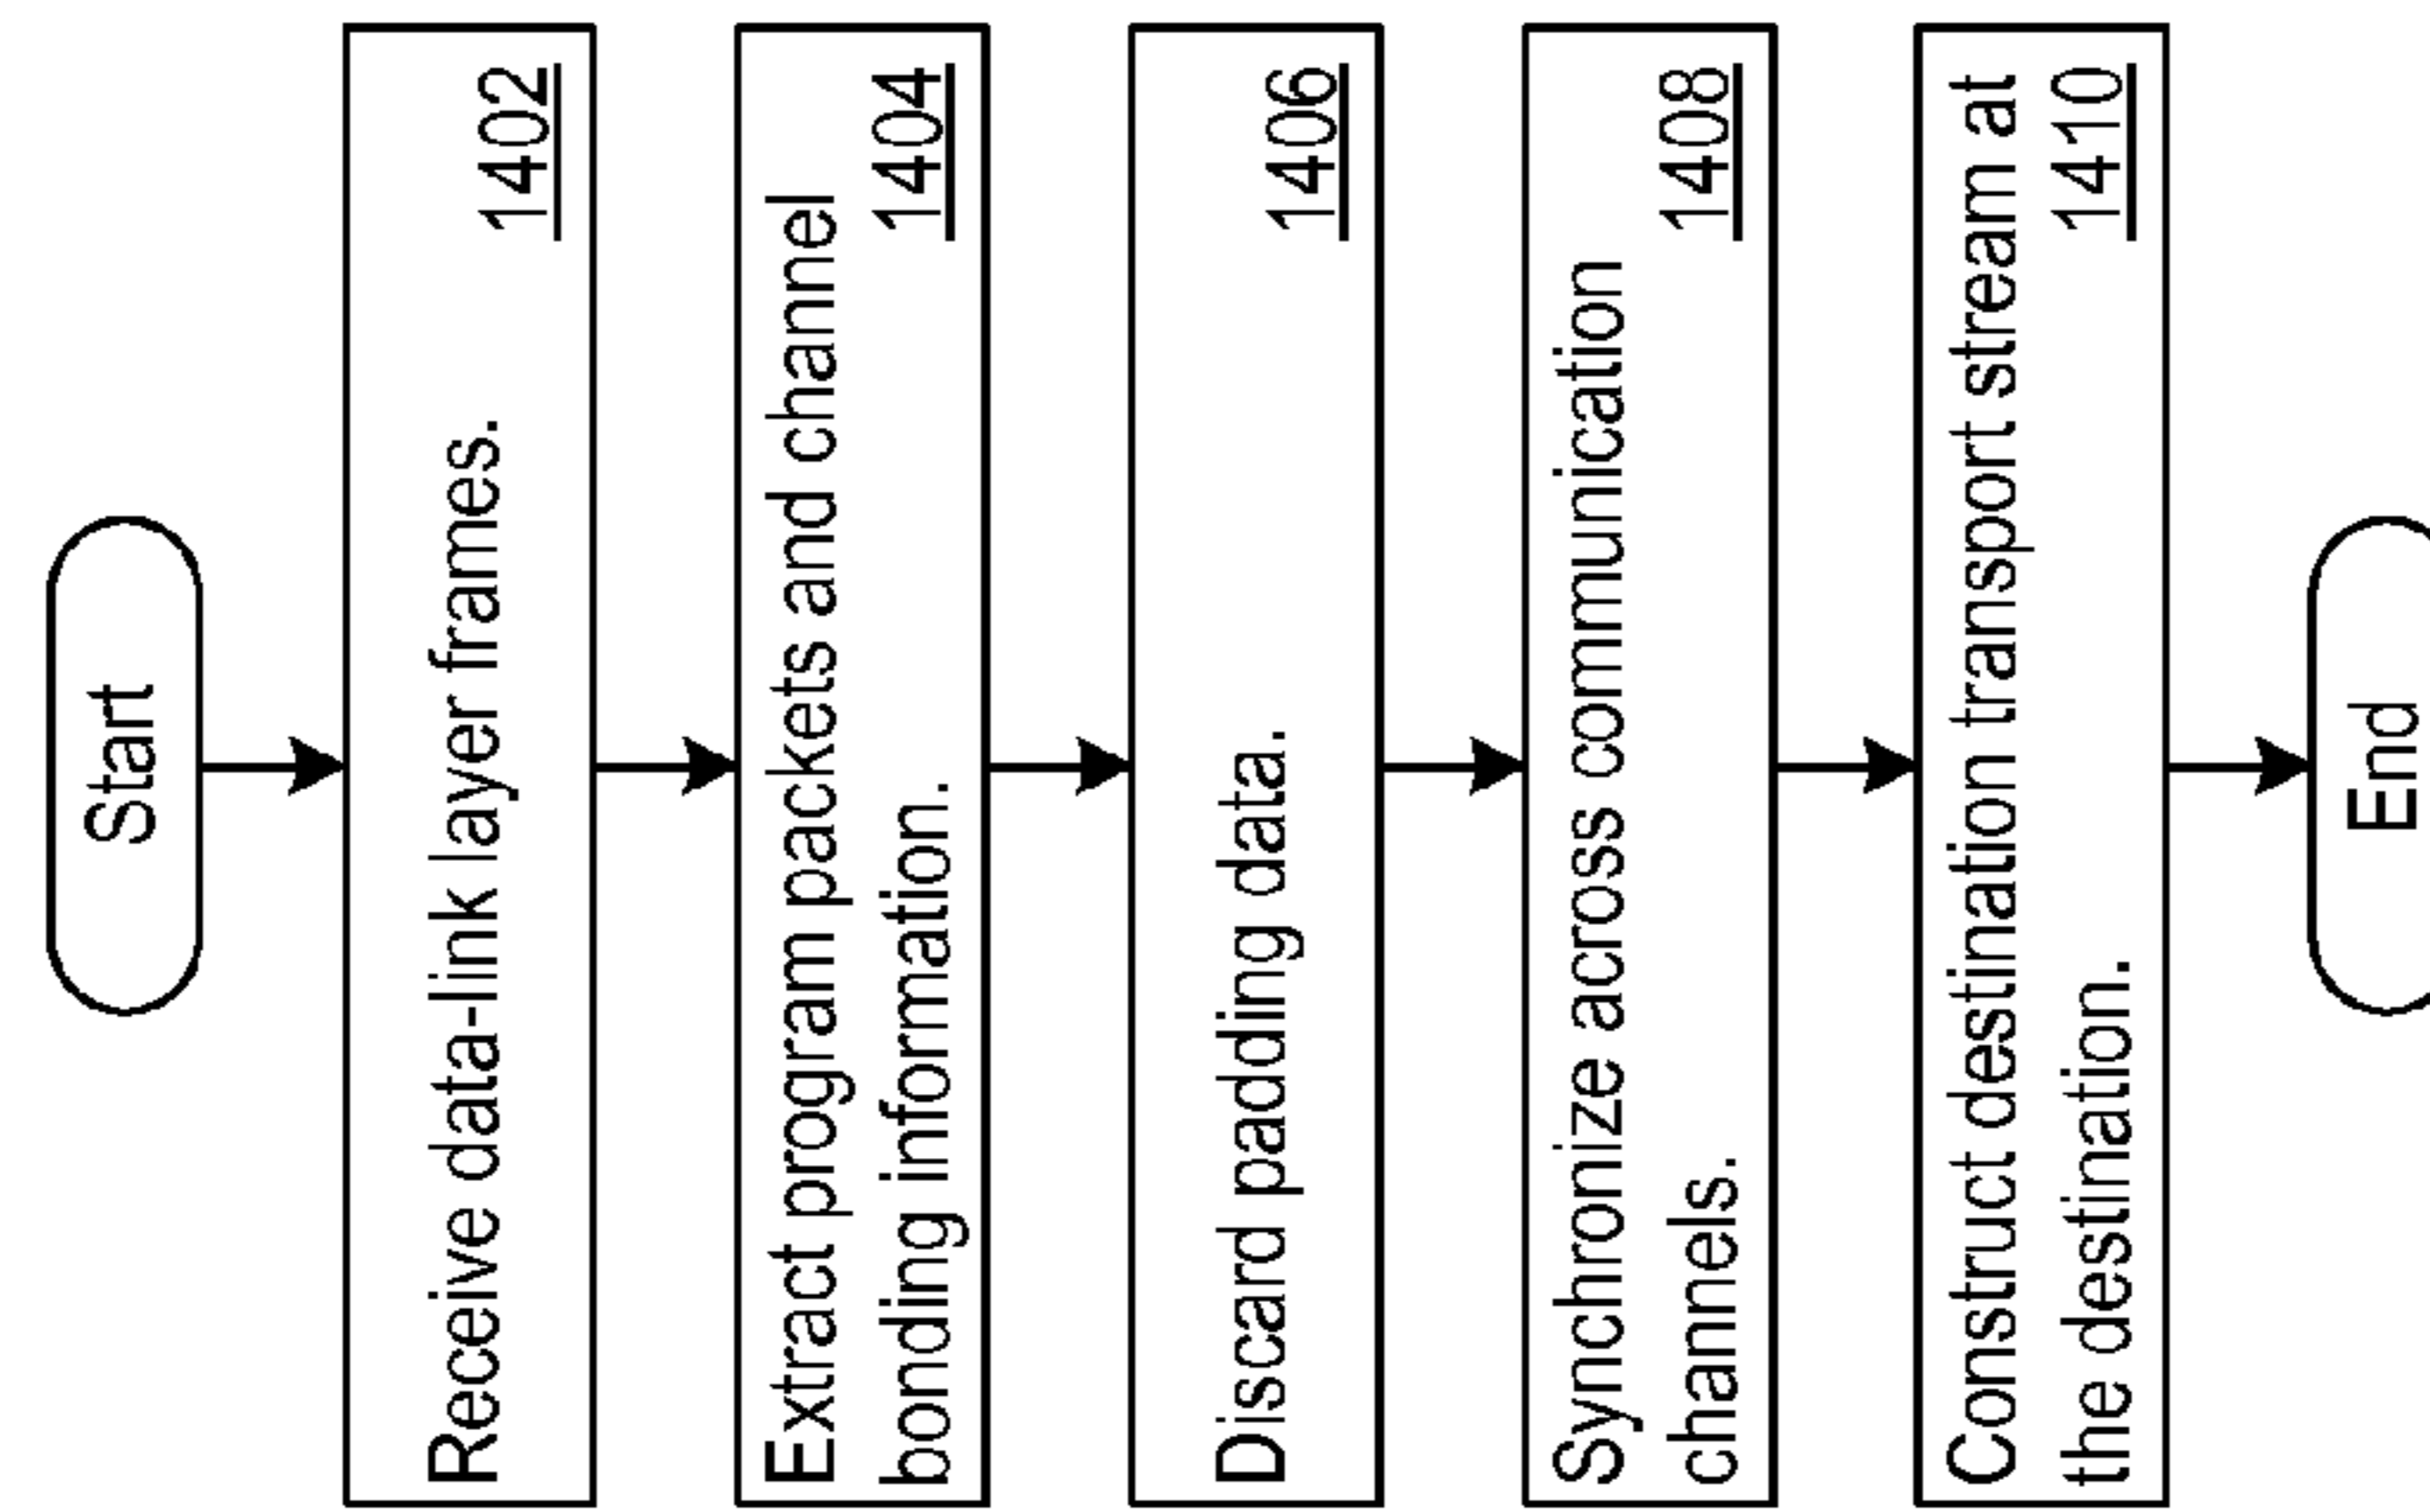 Start
Receive data-link layer frames.
1402
Extract program packets and channel
bonding information.
1404
Discard padding data.
1406
Synchronize across communication
channels.
1408
Construct destination transport stream at
the destination.
1410
End